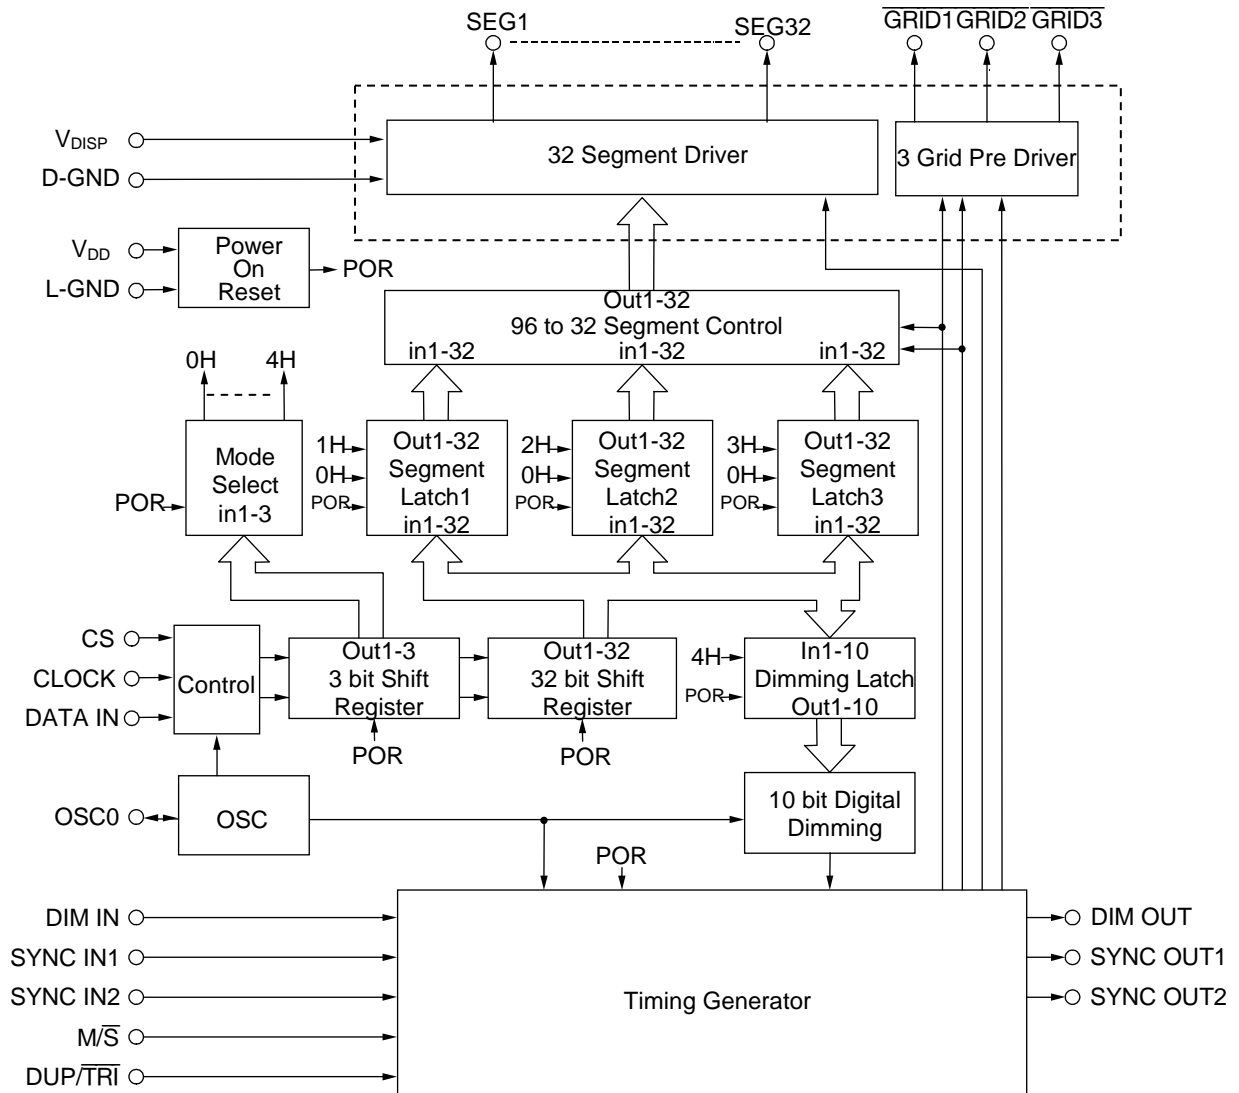 SEG1
SEG32
GRID1 GRID2 GRID3
VDISP
D-GND
32 Segment Driver
3 Grid Pre Driver
VDD
L-GND
Power
On
Reset
POR
Out1-32
96 to 32 Segment Control
in1-32
in1-32
in1-32
0H
4H
POR
Mode
Select
in1-3
1H
0H
POR
Out1-32
Segment
Latch1
in1-32
2H
0H
POR
Out1-32
Segment
Latch2
in1-32
3H
0H
POR
Out1-32
Segment
Latch3
in1-32
CS
CLOCK
DATA IN
Control
Out1-3
3 bit Shift
Register
POR
Out1-32
32 bit Shift
Register
POR
4H
POR
In1-10
Dimming Latch
Out1-10
OSC0
OSC
10 bit Digital
Dimming
POR
DIM IN
SYNC IN1
SYNC IN2
M/S̅
DUP/T̅R̅I̅
Timing Generator
DIM OUT
SYNC OUT1
SYNC OUT2